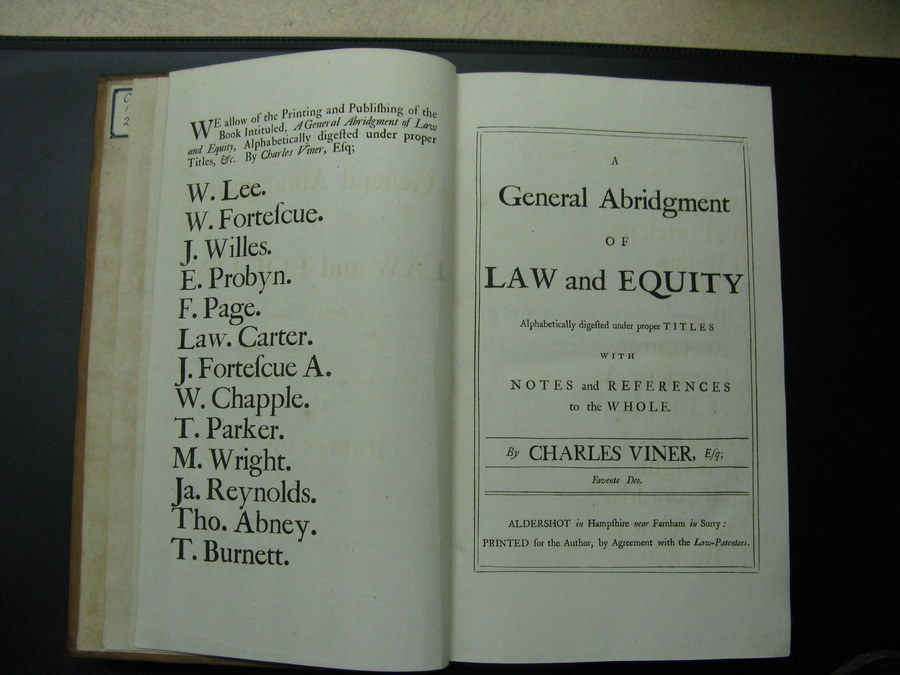 C
1
2
WE allow of the Printing and Publiſhing of the
Book Intituled, A General Abridgment of Law
and Equity, Alphabetically digeſted under proper
Titles, &c. By Charles Viner, Eſq;
W. Lee.
W. Forteſcue.
J. Willes.
E. Probyn.
F. Page.
Law. Carter.
J. Forteſcue A.
W. Chapple.
T. Parker.
M. Wright.
Ja. Reynolds.
Tho. Abney.
T. Burnett.
A
General Abridgment
OF
LAW and EQUITY
Alphabetically digeſted under proper TITLES
WITH
NOTES and REFERENCES
to the WHOLE.
By CHARLES VINER, Eſq;
Favente Deo.
ALDERSHOT in Hampſhire near Farnham in Surry:
PRINTED for the Author, by Agreement with the Law-Patentees.